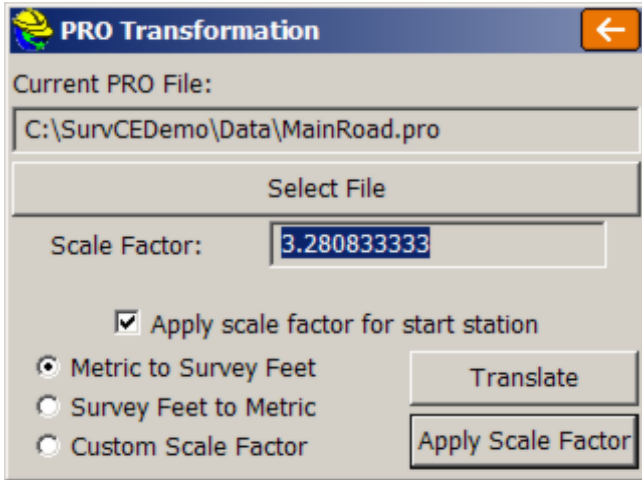 PRO Transformation
Current PRO File:
C:\SurvCEDemo\Data\MainRoad.pro
Select File
Scale Factor: 3.280833333
Apply scale factor for start station
Metric to Survey Feet
Translate
Survey Feet to Metric
Custom Scale Factor
Apply Scale Factor